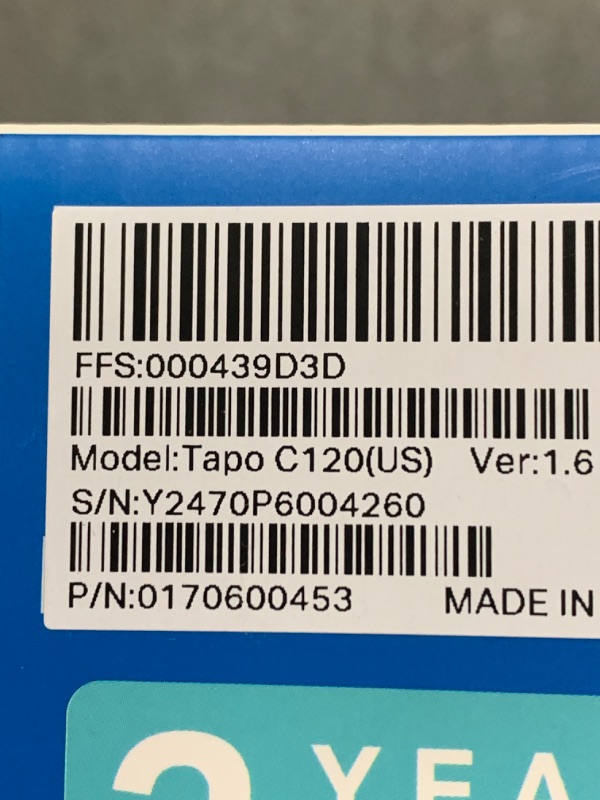 FFS:000439D3D
Model:Tapo C120(US) Ver:1.6
S/N:Y2470P6004260
P/N:0170600453 MADE IN